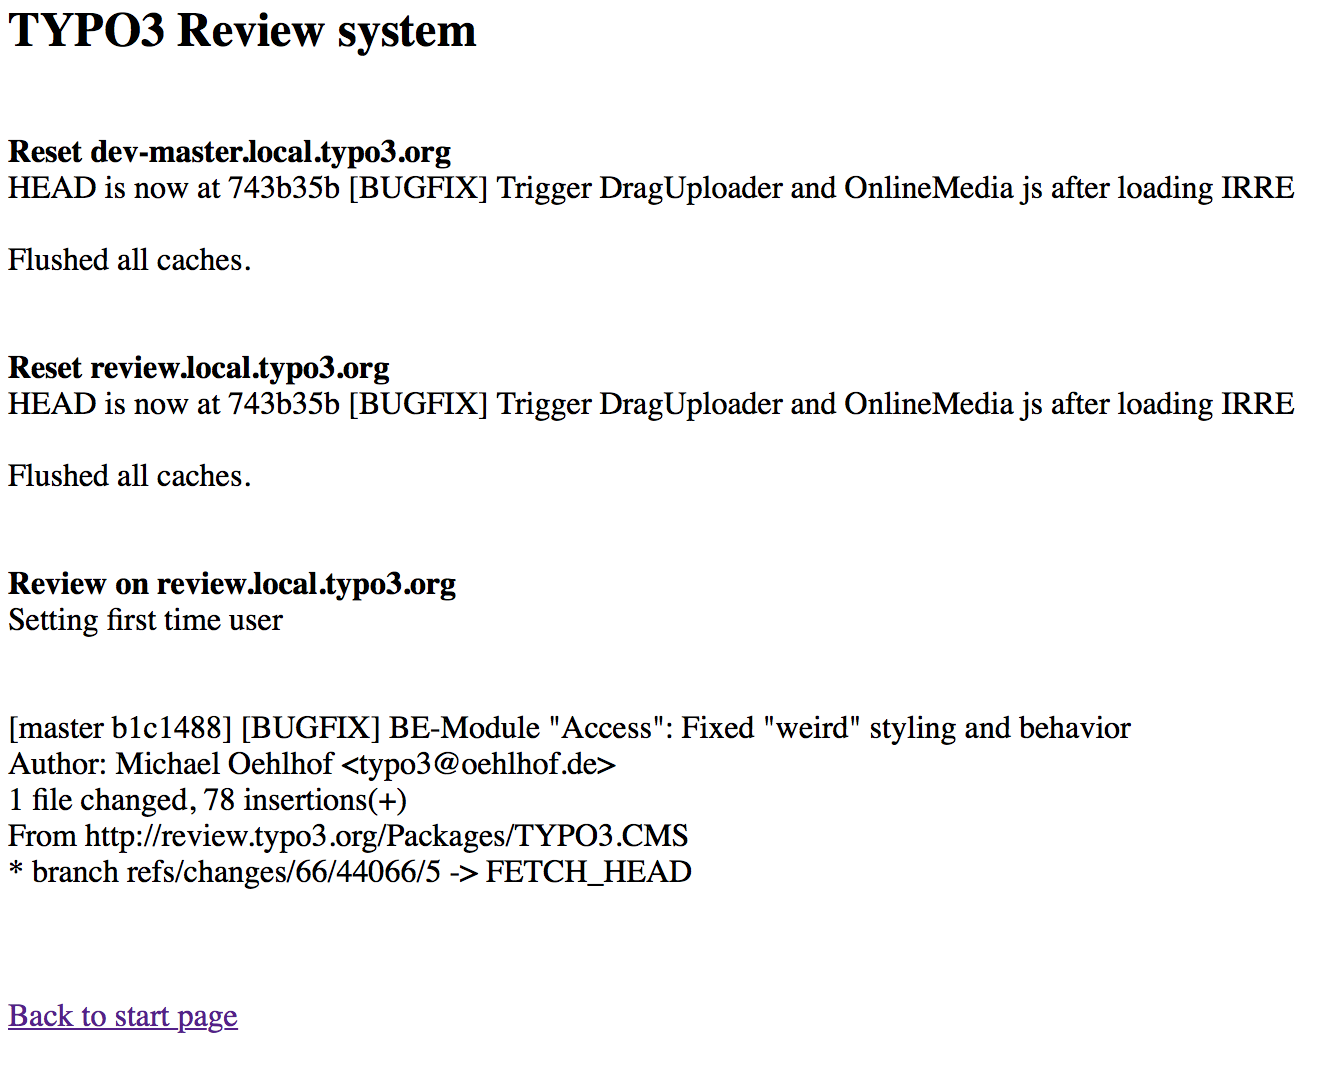 TYPO3 Review system
Reset dev-master.local.typo3.org
HEAD is now at 743b35b [BUGFIX] Trigger DragUploader and OnlineMedia js after loading IRRE
Flushed all caches.
Reset review.local.typo3.org
HEAD is now at 743b35b [BUGFIX] Trigger DragUploader and OnlineMedia js after loading IRRE
Flushed all caches.
Review on review.local.typo3.org
Setting first time user
[master b1c1488] [BUGFIX] BE-Module "Access": Fixed "weird" styling and behavior
Author: Michael Oehlhof <typo3@oehlhof.de>
1 file changed, 78 insertions(+)
From http://review.typo3.org/Packages/TYPO3.CMS
* branch refs/changes/66/44066/5 -> FETCH_HEAD
Back to start page